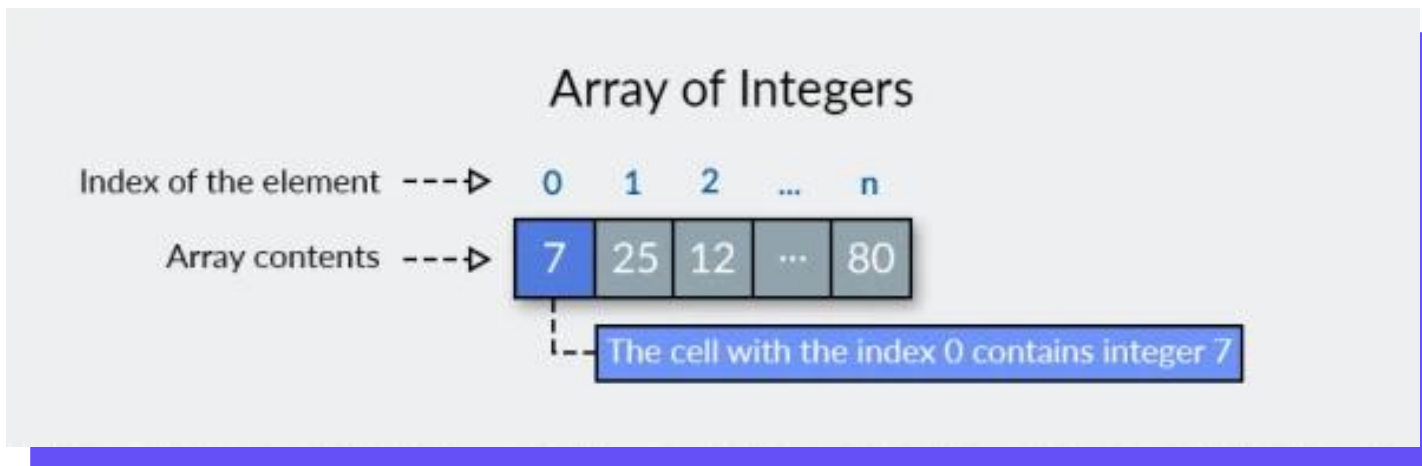 Array of Integers
Index of the element 0 1 2 ... n
Array contents 7 25 12 ... 80
The cell with the index 0 contains integer 7